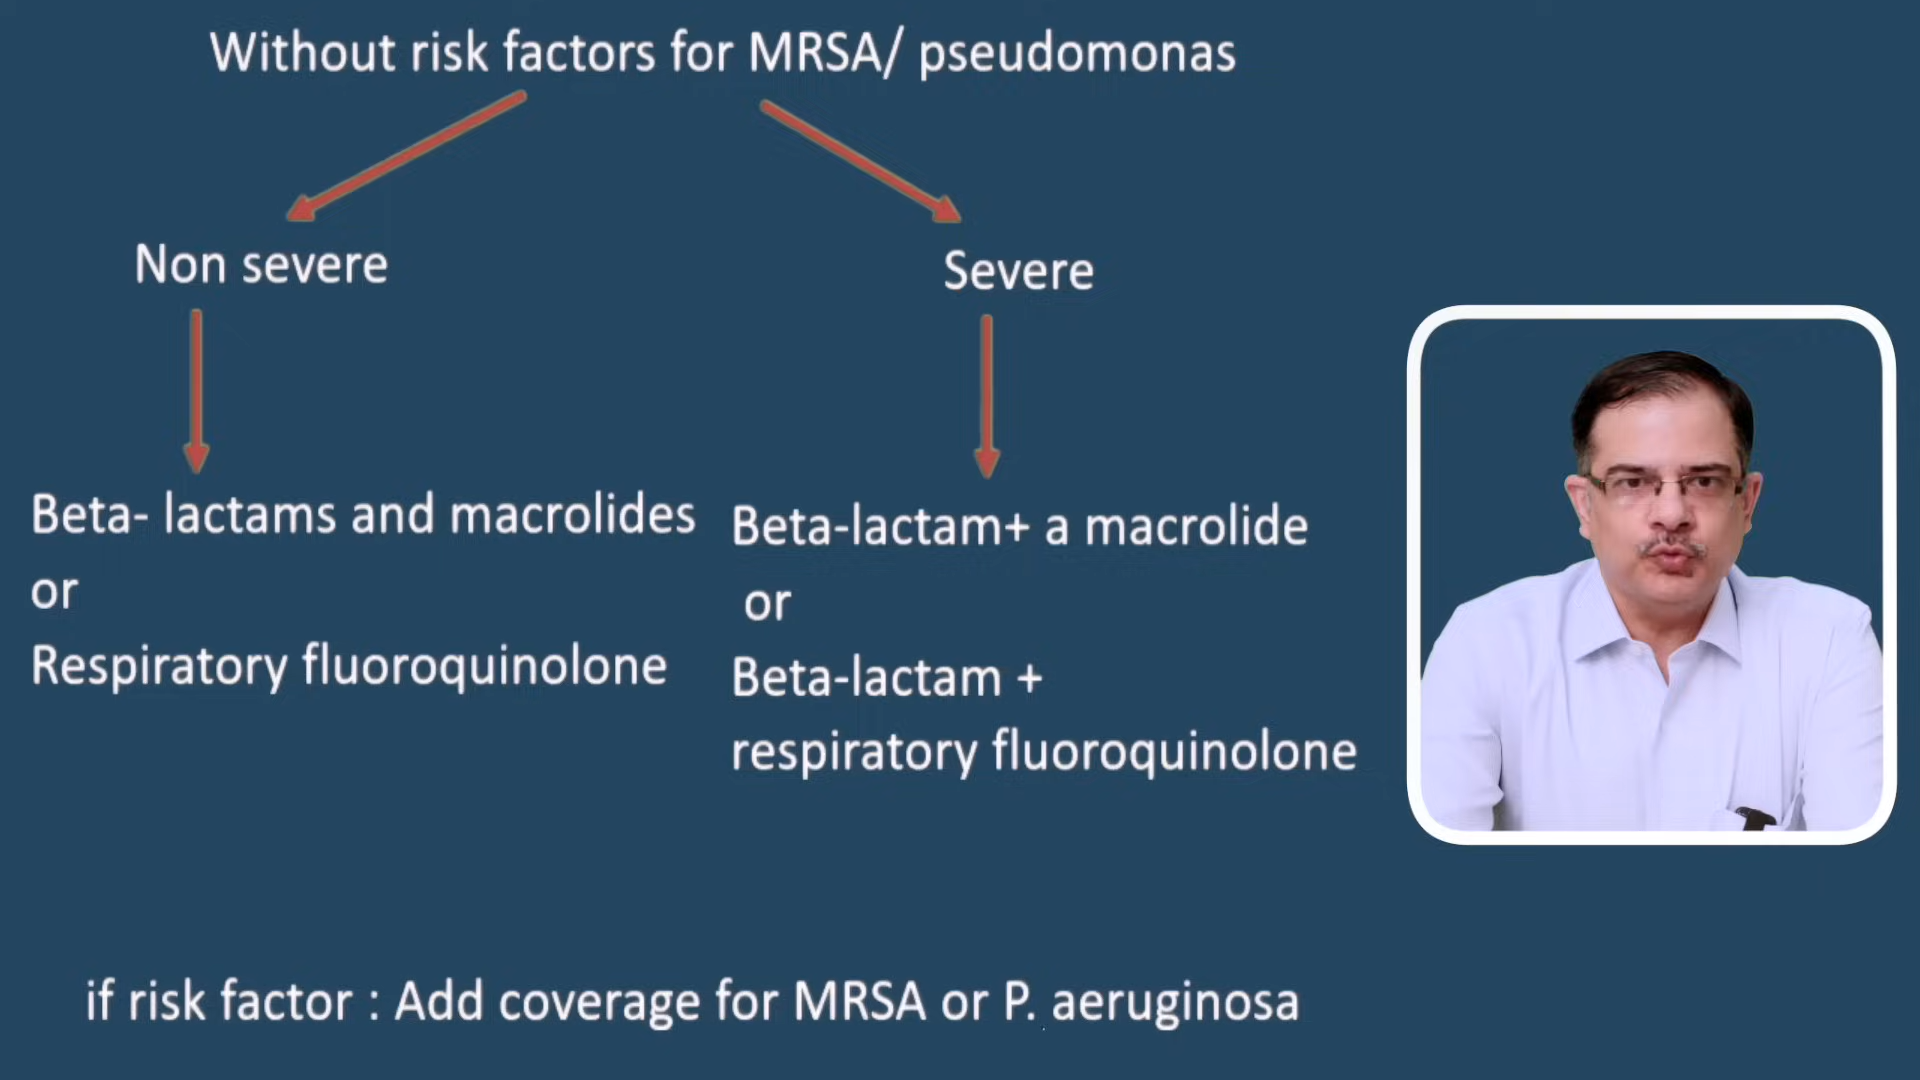 Without risk factors for MRSA/ pseudomonas
Non severe
Severe
Beta- lactams and macrolides
or
Respiratory fluoroquinolone
Beta-lactam+ a macrolide
or
Beta-lactam +
respiratory fluoroquinolone
if risk factor : Add coverage for MRSA or P. aeruginosa